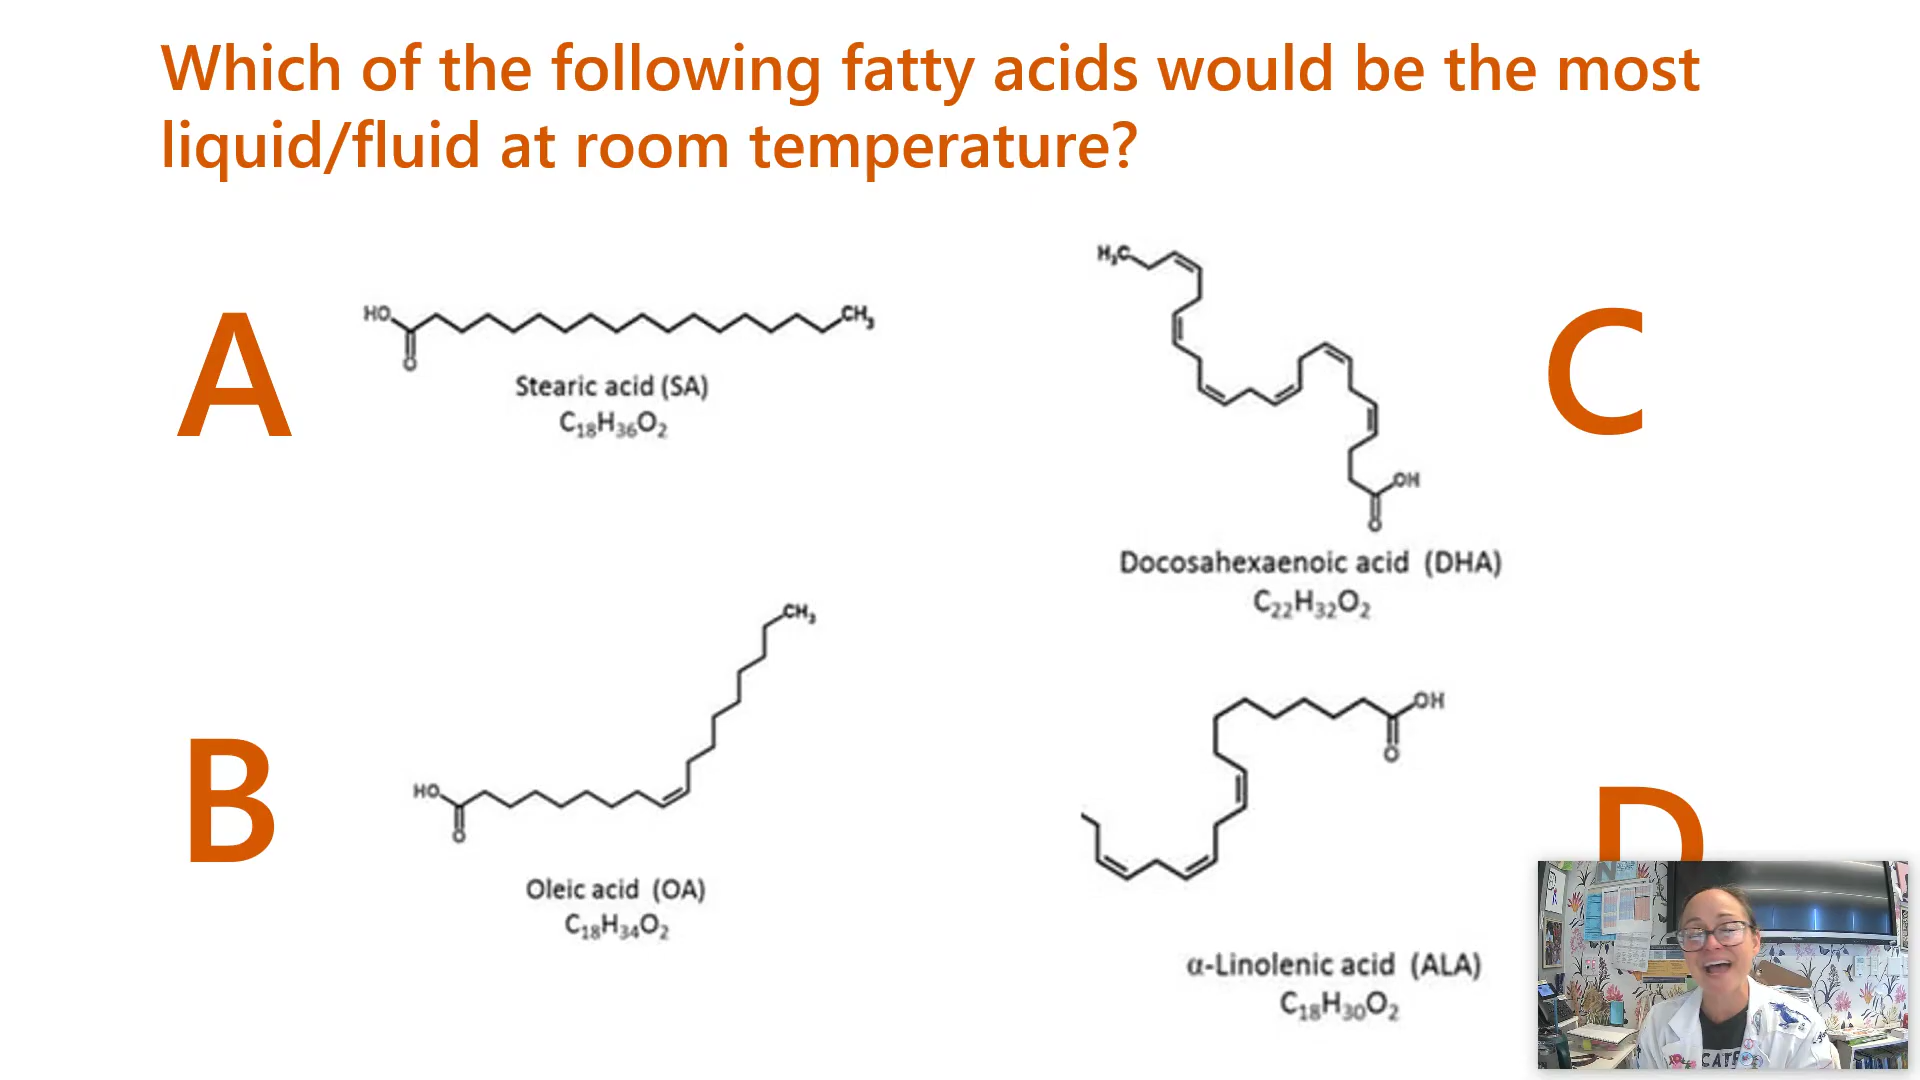 Which of the following fatty acids would be the most
liquid/fluid at room temperature?
A
HO
O
CH₃
Stearic acid (SA)
C₁₈H₃₆O₂
H₃C
OH
O
Docosahexaenoic acid (DHA)
C₂₂H₃₂O₂
C
B
HO
O
CH₃
Oleic acid (OA)
C₁₈H₃₄O₂
OH
O
α-Linolenic acid (ALA)
C₁₈H₃₀O₂
D